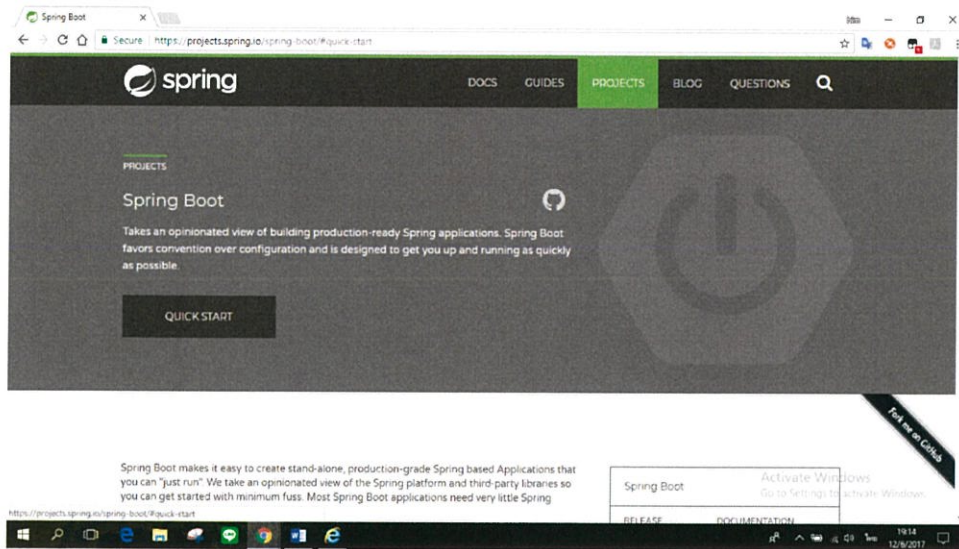 Spring Boot
Secure https://projects.spring.io/spring-boot/#quick-start
spring DOCS GUIDES PROJECTS BLOG QUESTIONS
PROJECTS
Spring Boot
Takes an opinionated view of building production-ready Spring applications. Spring Boot
favors convention over configuration and is designed to get you up and running as quickly
as possible.
QUICK START
Fork me on GitHub
Spring Boot makes it easy to create stand-alone, production-grade Spring based Applications that
you can "just run". We take an opinionated view of the Spring platform and third-party libraries so
you can get started with minimum fuss. Most Spring Boot applications need very little Spring
Spring Boot
Activate Windows
Go to Settings to activate Windows.
RELEASE DOCUMENTATION
https://projects.spring.io/spring-boot/#quick-start
19:14
12/6/2017